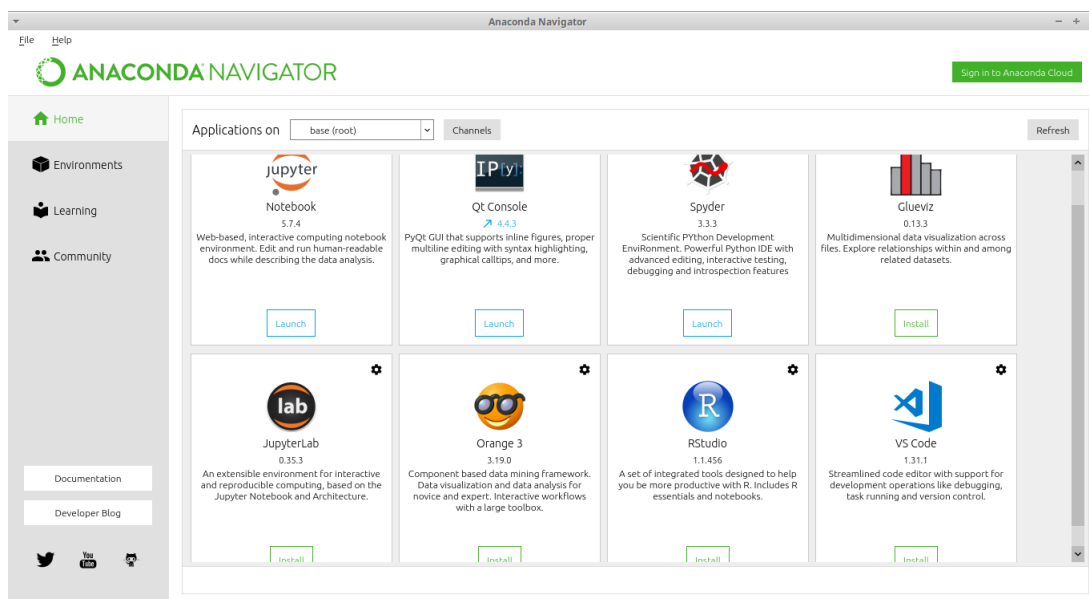 Anaconda Navigator
File Help
ANACONDA NAVIGATOR
Sign in to Anaconda Cloud
Home
Environments
Learning
Community
Documentation
Developer Blog
You
Tube
Applications on base (root) Channels Refresh
jupyter
Notebook
5.7.4
Web-based, interactive computing notebook
environment. Edit and run human-readable
docs while describing the data analysis.
Launch
IP[y]:
Qt Console
4.4.3
PyQt GUI that supports inline figures, proper
multiline editing with syntax highlighting,
graphical calltips, and more.
Launch
Spyder
3.3.3
Scientific PYthon Development
EnviRonment. Powerful Python IDE with
advanced editing, interactive testing,
debugging and introspection features
Launch
Glueviz
0.13.3
Multidimensional data visualization across
files. Explore relationships within and among
related datasets.
Install
lab
JupyterLab
0.35.3
An extensible environment for interactive
and reproducible computing, based on the
Jupyter Notebook and Architecture.
Install
Orange 3
3.19.0
Component based data mining framework.
Data visualization and data analysis for
novice and expert. Interactive workflows
with a large toolbox.
Install
R
RStudio
1.1.456
A set of integrated tools designed to help
you be more productive with R. Includes R
essentials and notebooks.
Install
VS Code
1.31.1
Streamlined code editor with support for
development operations like debugging,
task running and version control.
Install